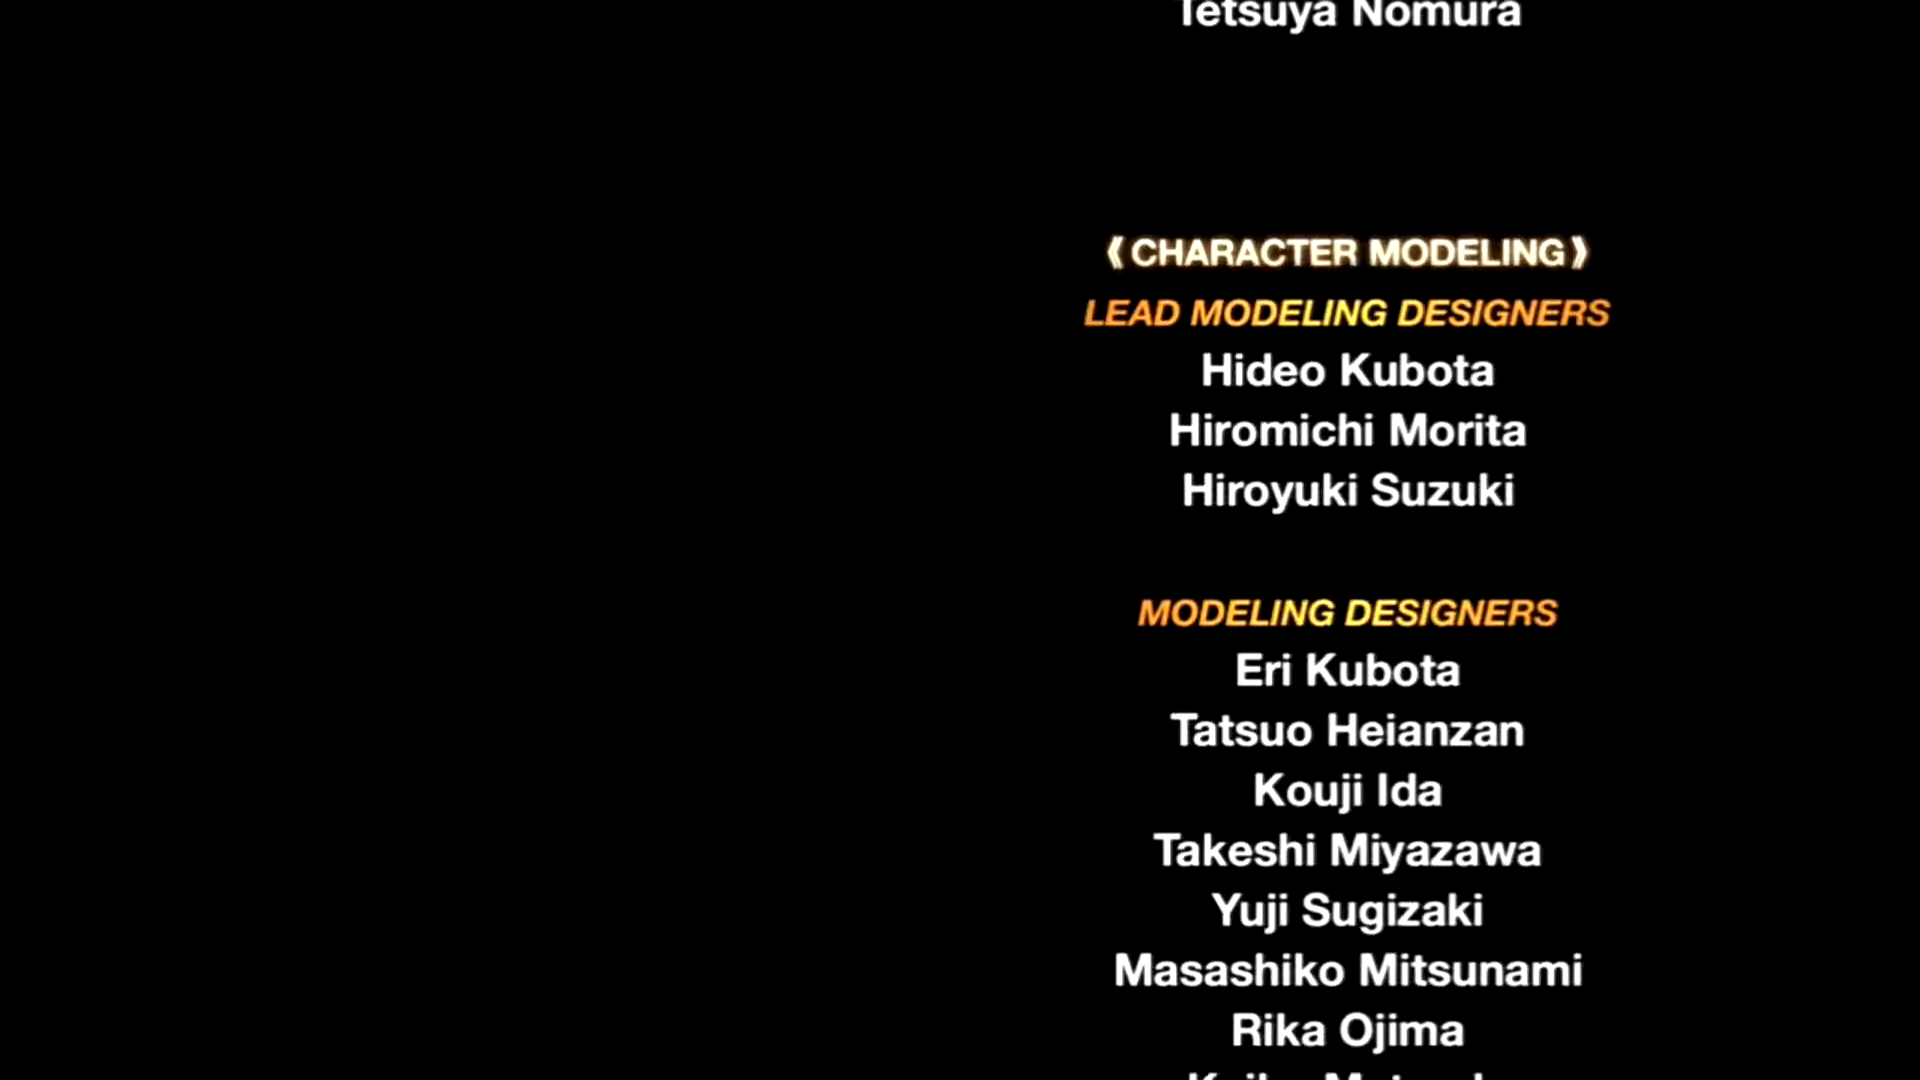 Tetsuya Nomura
⟪CHARACTER MODELING⟫
LEAD MODELING DESIGNERS
Hideo Kubota
Hiromichi Morita
Hiroyuki Suzuki
MODELING DESIGNERS
Eri Kubota
Tatsuo Heianzan
Kouji Ida
Takeshi Miyazawa
Yuji Sugizaki
Masashiko Mitsunami
Rika Ojima